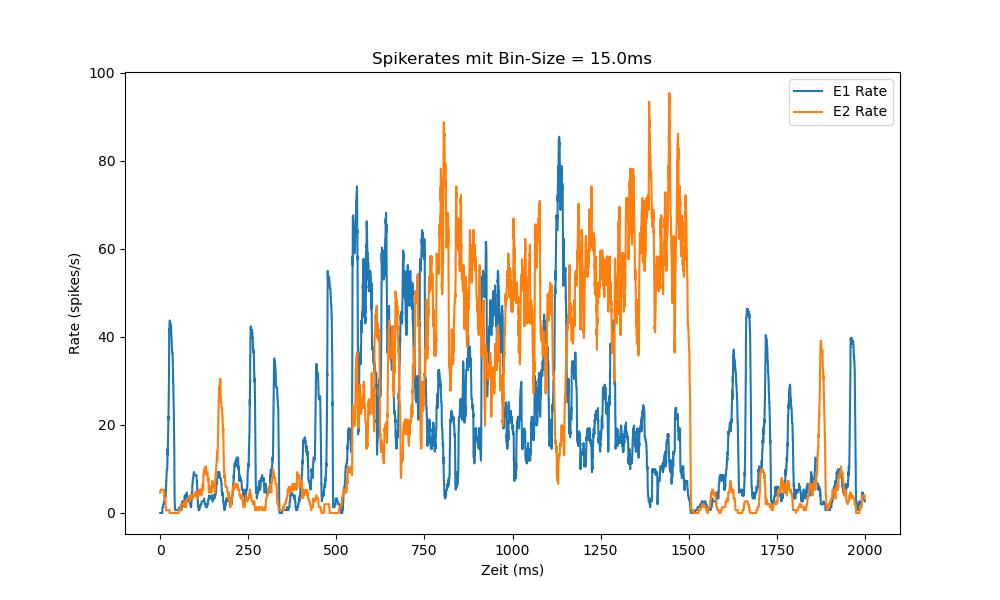 Spikerates mit Bin-Size = 15.0ms
E1 Rate
E2 Rate
Rate (spikes/s)
100
80
60
40
20
0
0 250 500 750 1000 1250 1500 1750 2000
Zeit (ms)